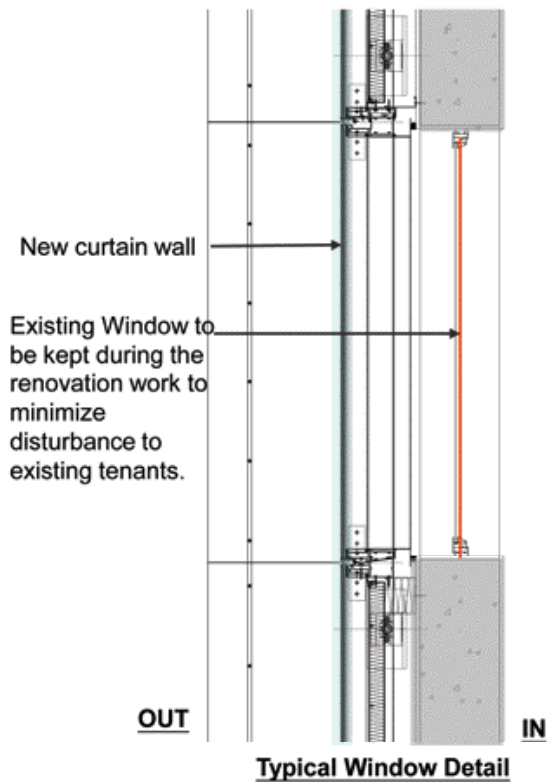 New curtain wall
Existing Window to
be kept during the
renovation work to
minimize
disturbance to
existing tenants.
OUT
IN
Typical Window Detail